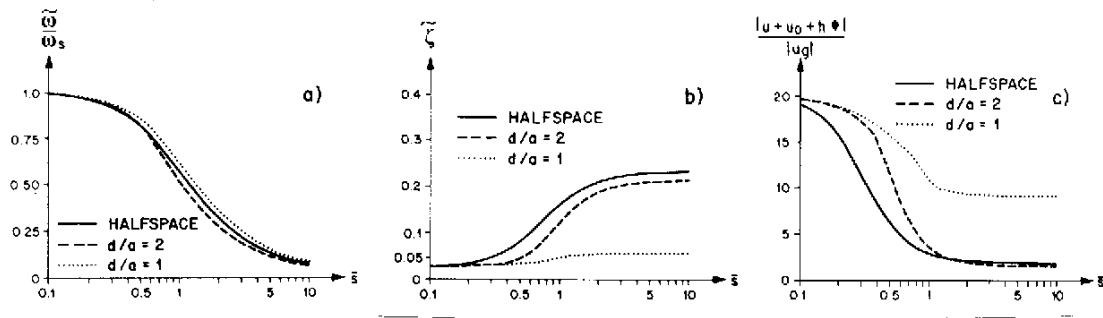 ω̃
ωs
1.0
0.75
0.50
0.25
0
0.1
0.5
1
5
10
s̄
a)
HALFSPACE
d/a = 2
d/a = 1
ζ̃
0.4
0.3
0.2
0.05
0
0.1
0.5
1
5
10
s̄
b)
HALFSPACE
d/a = 2
d/a = 1
|u + u₀ + h Φ|
|ug|
20
15
10
5
0
0.1
0.5
1
5
10
s̄
c)
HALFSPACE
d/a = 2
d/a = 1